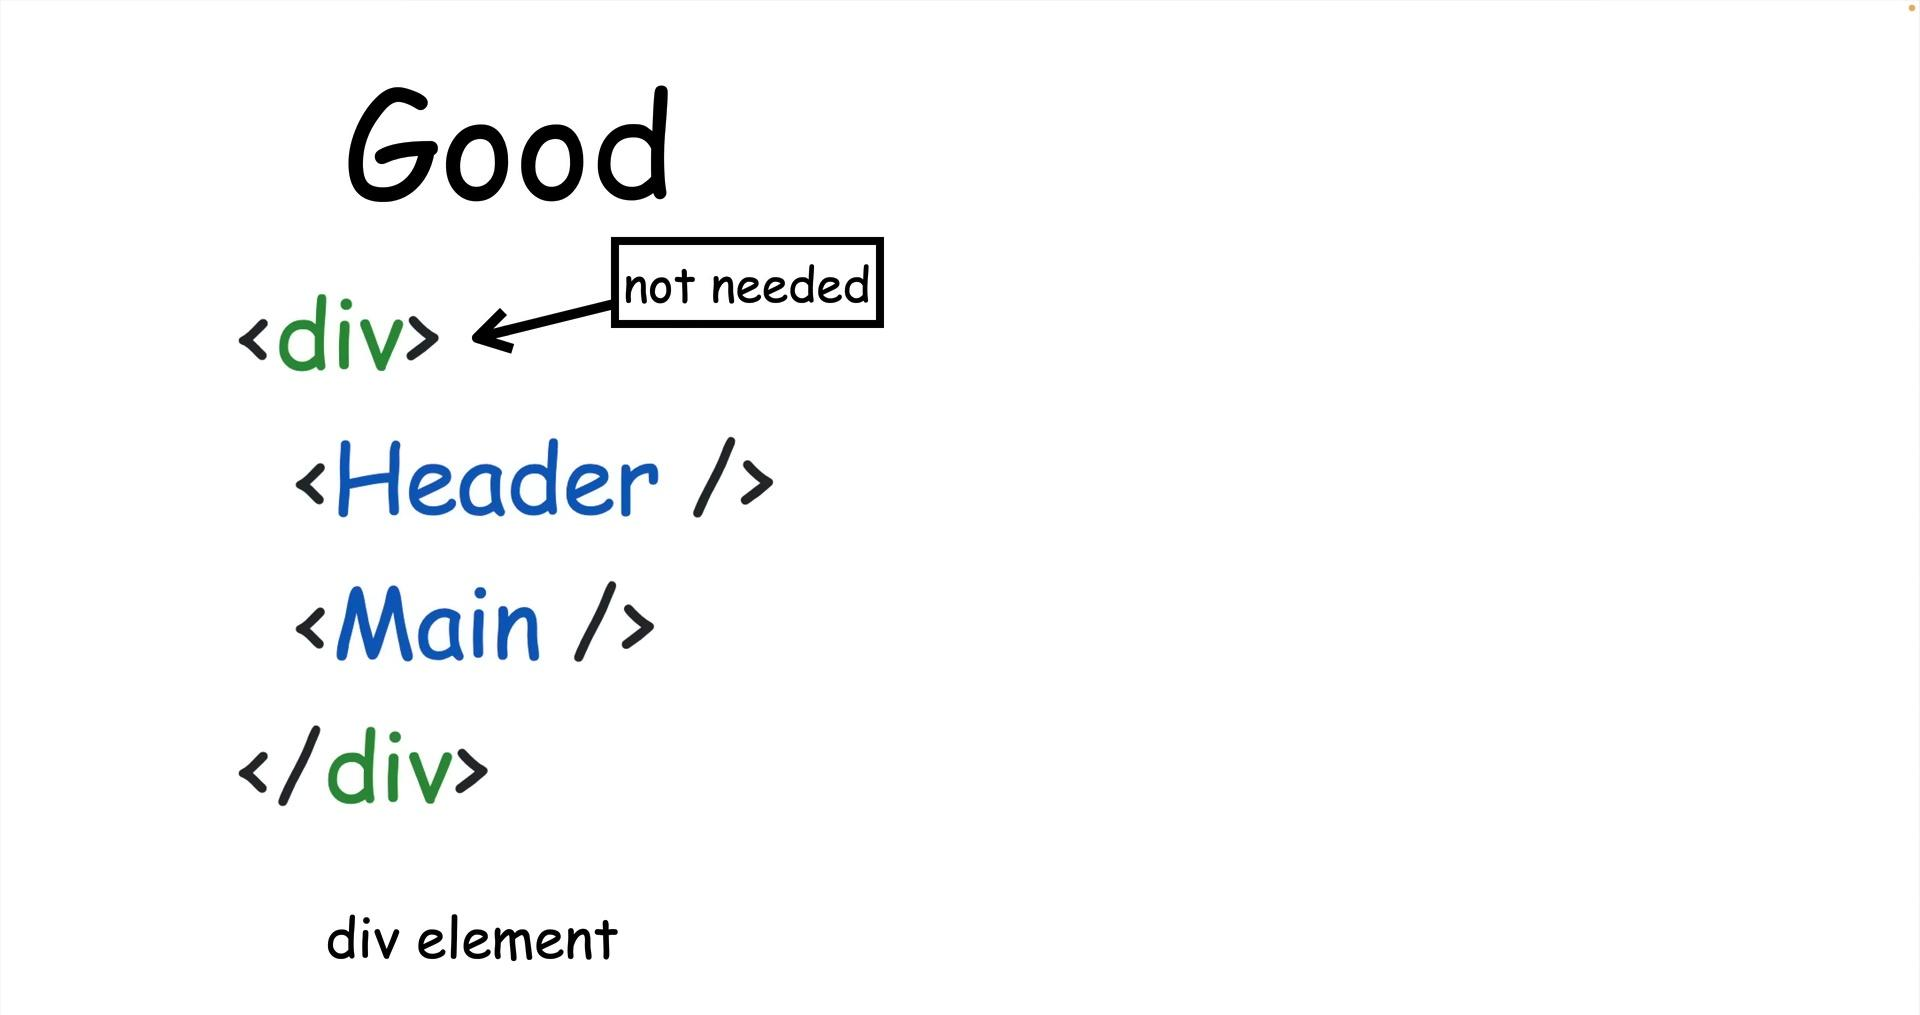 Good
not needed
<div>
<Header />
<Main />
</div>
div element